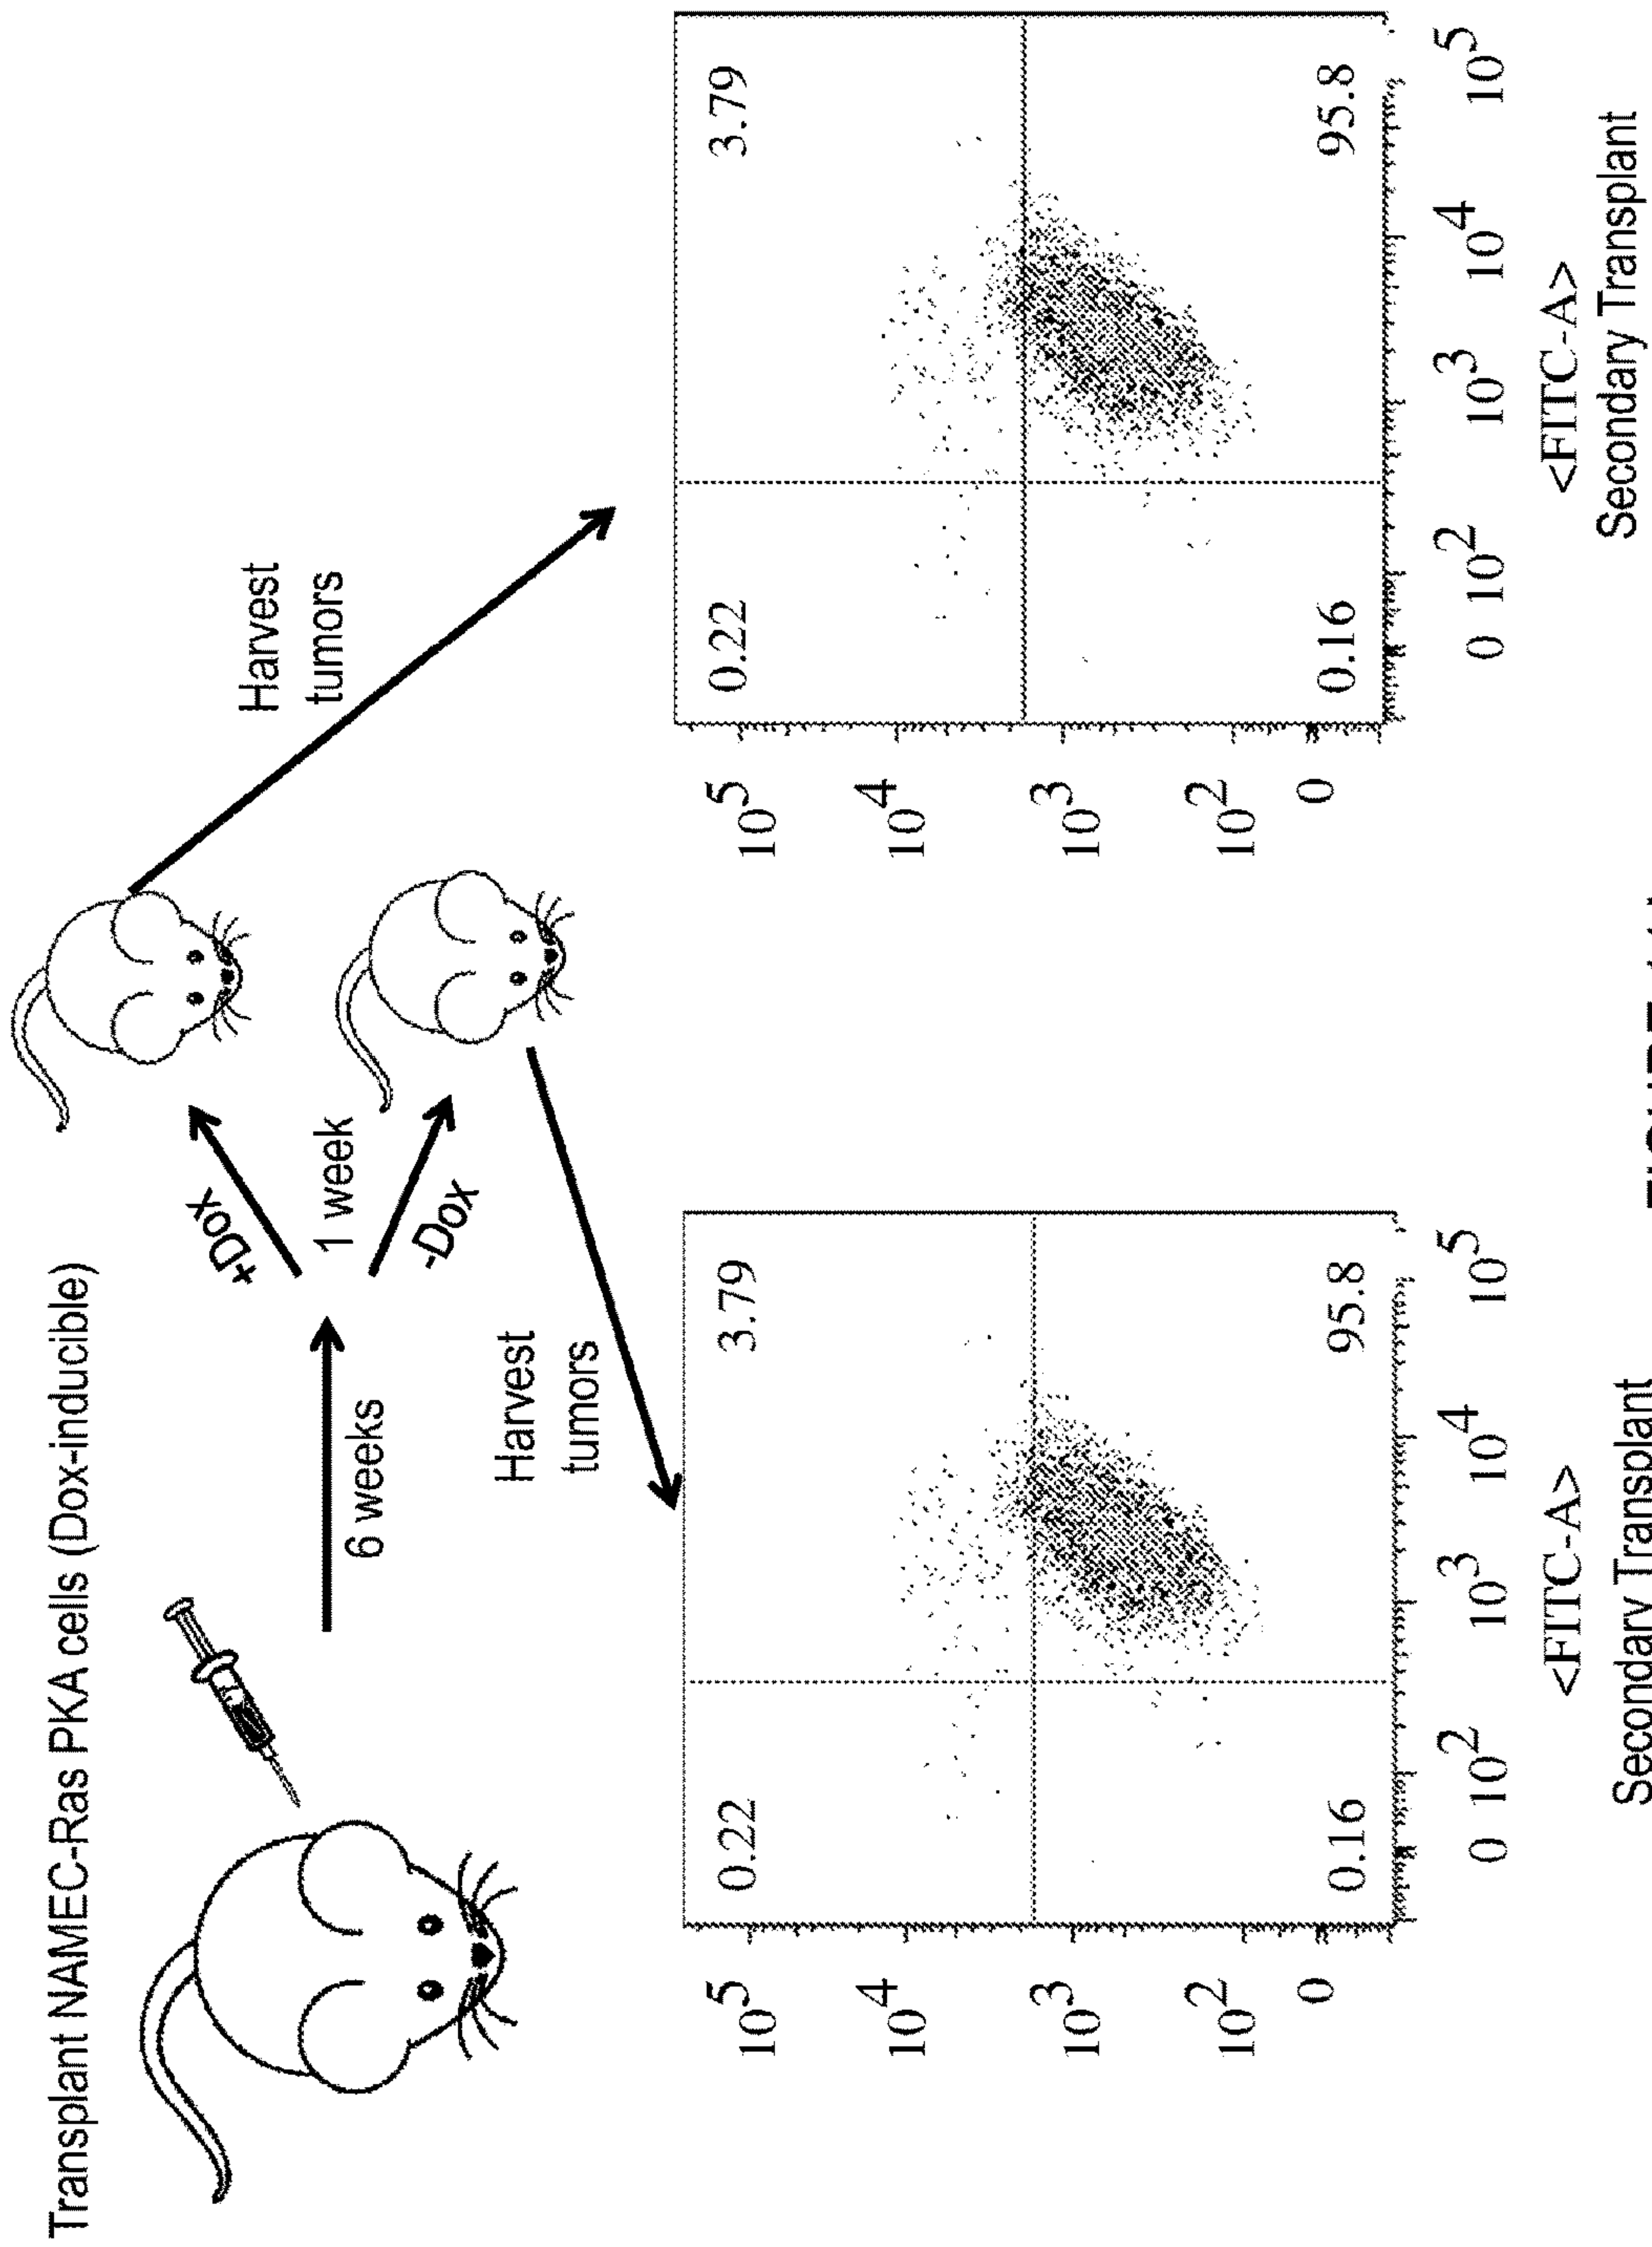 Transplant NAMEC-Ras PKA cells (Dox-inducible)
6 weeks
+Dox
1 week
-Dox
Harvest
tumors
Harvest
tumors
10^5
10^4
10^3
10^2
0
0.22
3.79
0.16
95.8
0 10^2 10^3 10^4 10^5
<FITC-A>
Secondary Transplant
10^5
10^4
10^3
10^2
0
0.22
3.79
0.16
95.8
0 10^2 10^3 10^4 10^5
<FITC-A>
Secondary Transplant